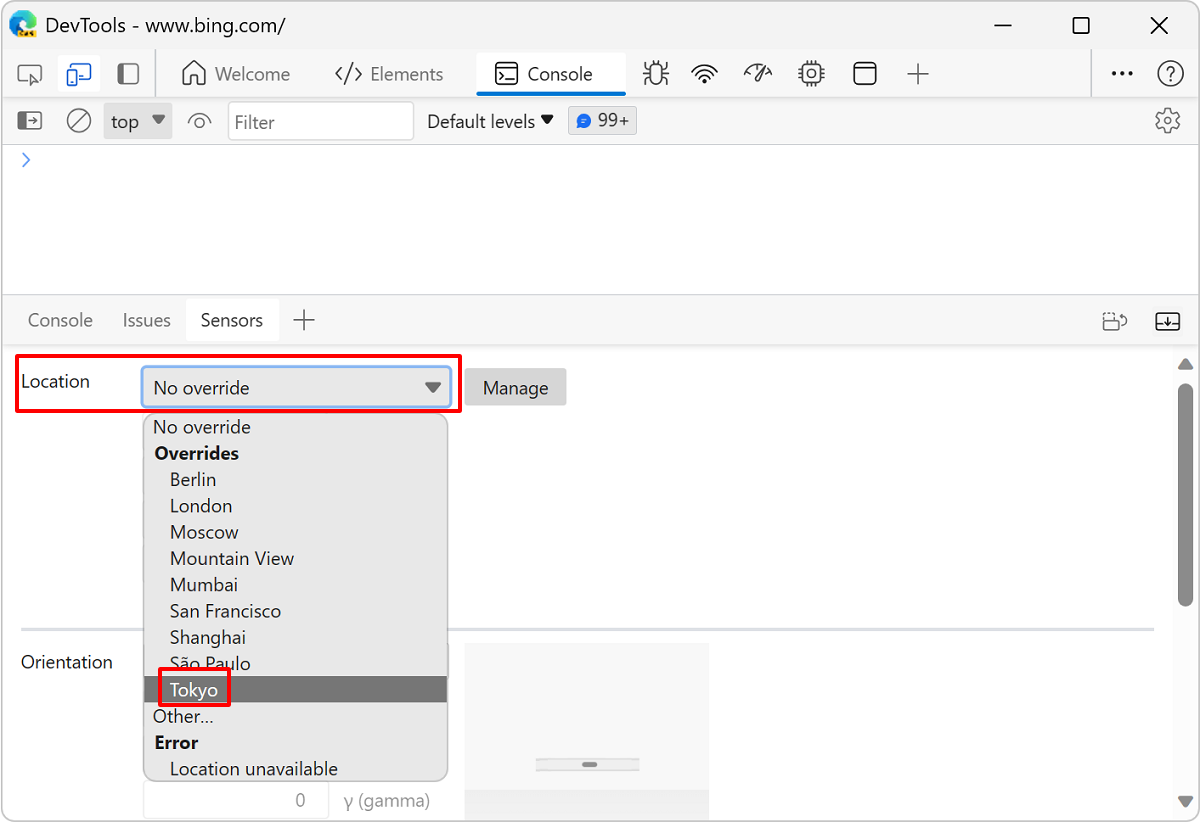 DevTools - www.bing.com/
Welcome
Elements
Console
top
Filter
Default levels
99+
Console
Issues
Sensors
Location
No override
Manage
No override
Overrides
Berlin
London
Moscow
Mountain View
Mumbai
San Francisco
Shanghai
São Paulo
Orientation
Tokyo
Other...
Error
Location unavailable
0
γ (gamma)